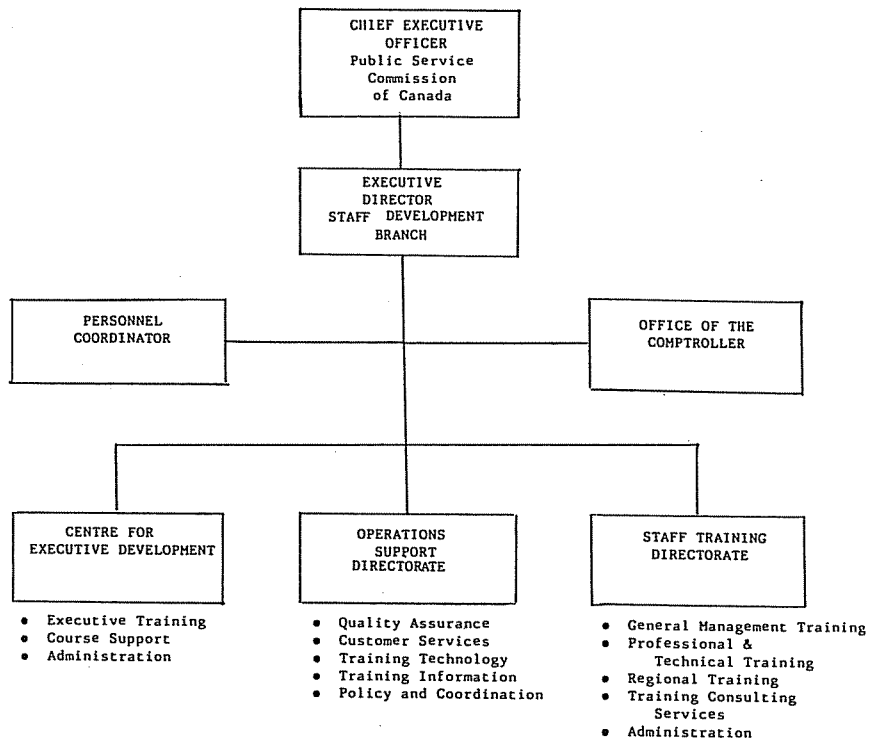 CHIEF EXECUTIVE
OFFICER
Public Service
Commission
of Canada
EXECUTIVE
DIRECTOR
STAFF DEVELOPMENT
BRANCH
PERSONNEL
COORDINATOR
OFFICE OF THE
COMPTROLLER
CENTRE FOR
EXECUTIVE DEVELOPMENT
• Executive Training
• Course Support
• Administration
OPERATIONS
SUPPORT
DIRECTORATE
• Quality Assurance
• Customer Services
• Training Technology
• Training Information
• Policy and Coordination
STAFF TRAINING
DIRECTORATE
• General Management Training
• Professional &
Technical Training
• Regional Training
• Training Consulting
Services
• Administration